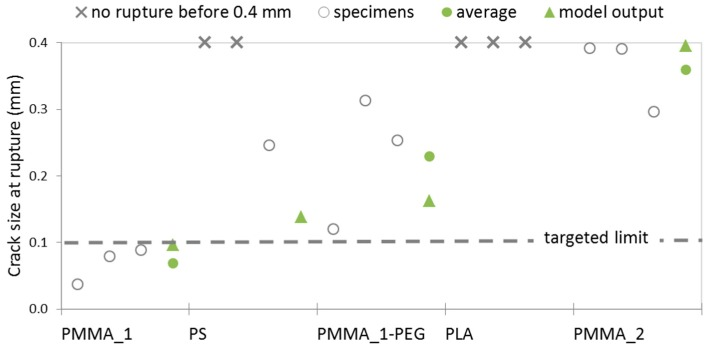 no rupture before 0.4 mm specimens average model output
Crack size at rupture (mm)
0.4
0.3
0.2
0.1
0.0
targeted limit
PMMA_1 PS PMMA_1-PEG PLA PMMA_2